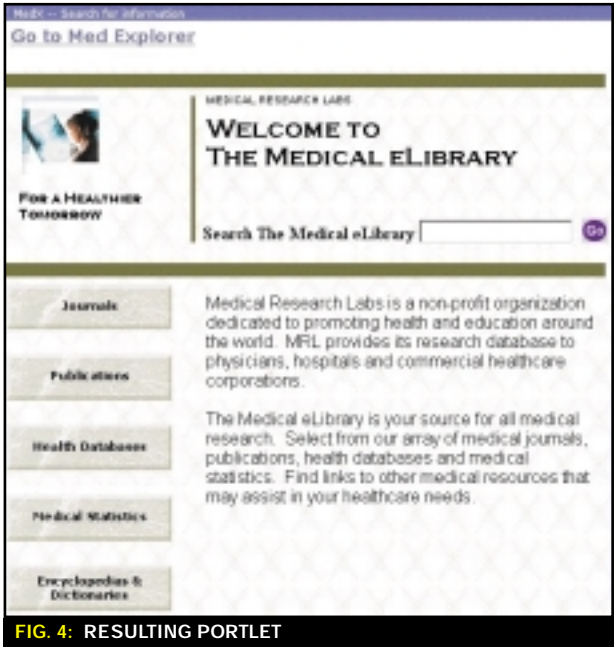 MedX -- Search for information
Go to Med Explorer
MEDICAL RESEARCH LABS
WELCOME TO
THE MEDICAL ELIBRARY
FOR A HEALTHIER
TOMORROW
Search The Medical eLibrary
Go
Journals
Publications
Health Databases
Medical Statistics
Encyclopedias &
Dictionaries
Medical Research Labs is a non-profit organization
dedicated to promoting health and education around
the world. MRL provides its research database to
physicians, hospitals and commercial healthcare
corporations.
The Medical eLibrary is your source for all medical
research. Select from our array of medical journals,
publications, health databases and medical
statistics. Find links to other medical resources that
may assist in your healthcare needs.
FIG. 4: RESULTING PORTLET